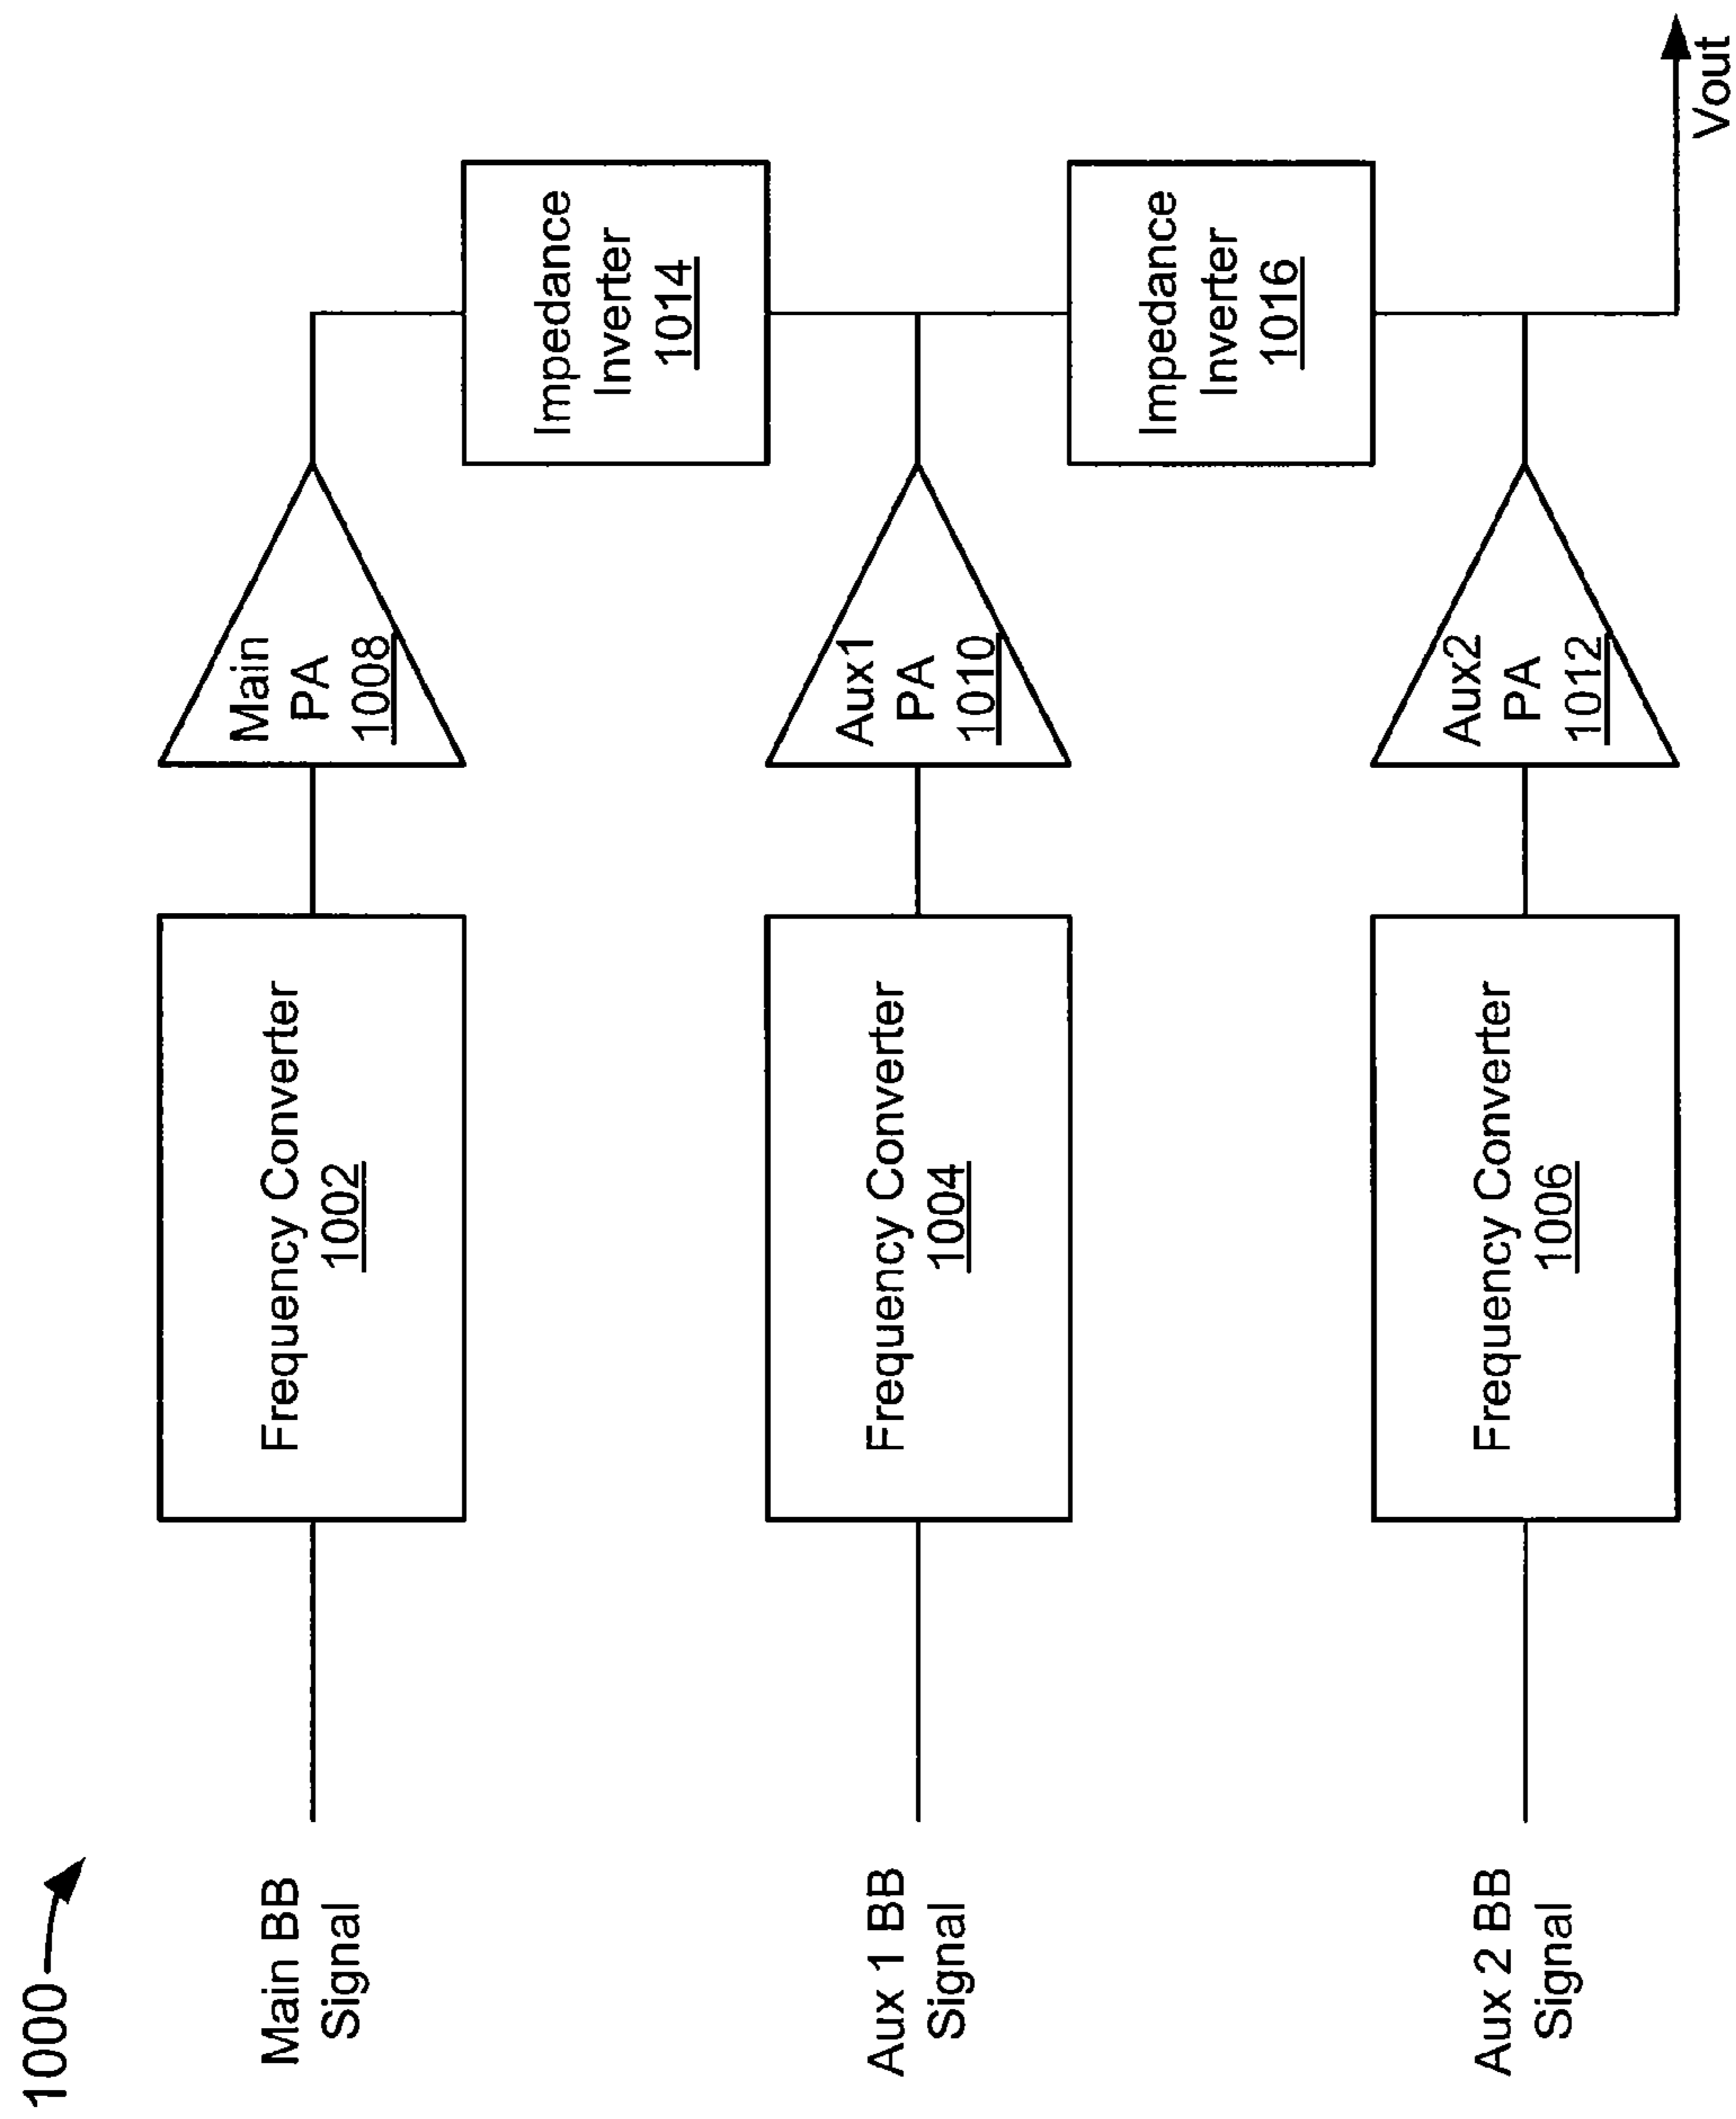 1000
Main BB
Signal
Frequency Converter
1002
Main
PA
1008
Impedance
Inverter
1014
Aux 1 BB
Signal
Frequency Converter
1004
Aux1
PA
1010
Impedance
Inverter
1016
Aux 2 BB
Signal
Frequency Converter
1006
Aux2
PA
1012
Vout